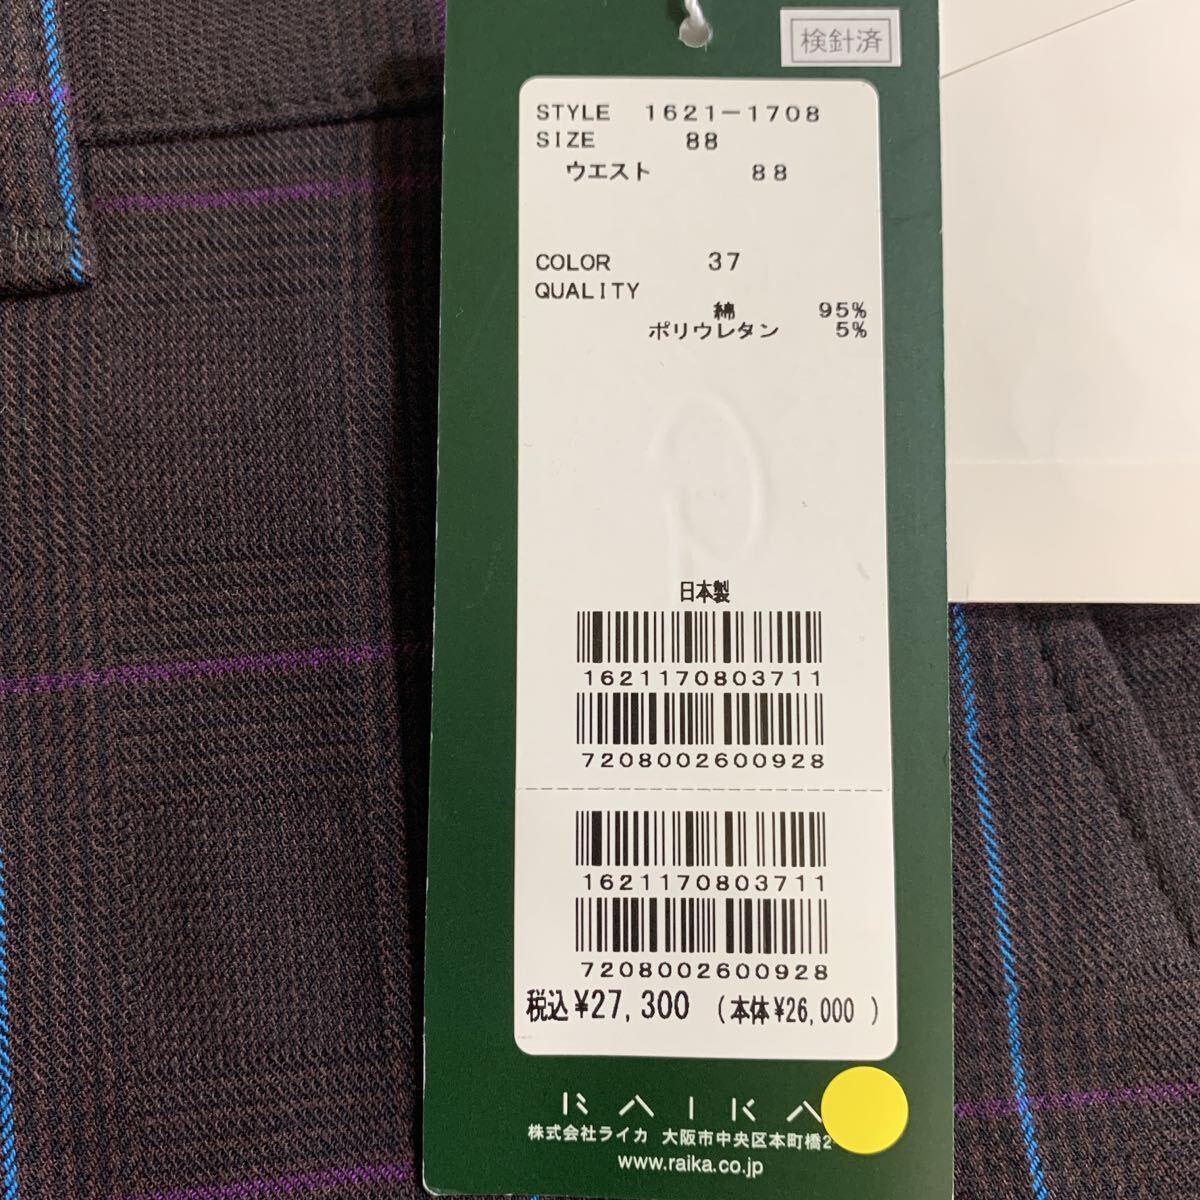 検針済
STYLE 1621-1708
SIZE 88
ウエスト 88
COLOR 37
QUALITY
綿 95%
ポリウレタン 5%
日本製
1621170803711
7208002600928
1621170803711
7208002600928
税込¥27,300 (本体¥26,000 )
RAIKA
株式会社ライカ 大阪市中央区本町橋2
www.raika.co.jp